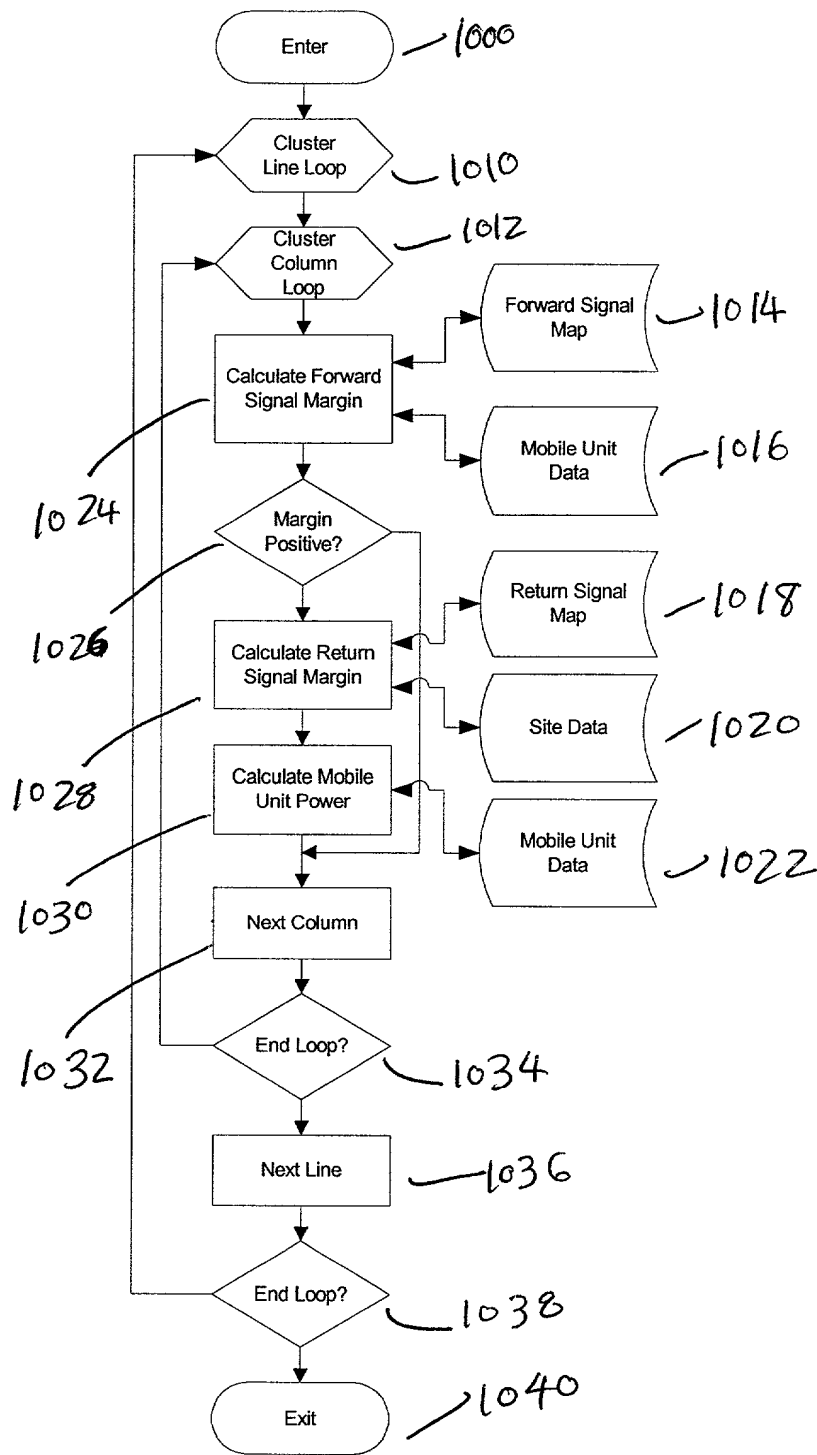 Enter
1000
Cluster
Line Loop
1010
Cluster
Column
Loop
1012
Forward Signal
Map
1014
Calculate Forward
Signal Margin
1024
Mobile Unit
Data
1016
Margin
Positive?
1026
Return Signal
Map
1018
Calculate Return
Signal Margin
1028
Site Data
1020
Calculate Mobile
Unit Power
1030
Mobile Unit
Data
1022
Next Column
1032
End Loop?
1034
Next Line
1036
End Loop?
1038
Exit
1040